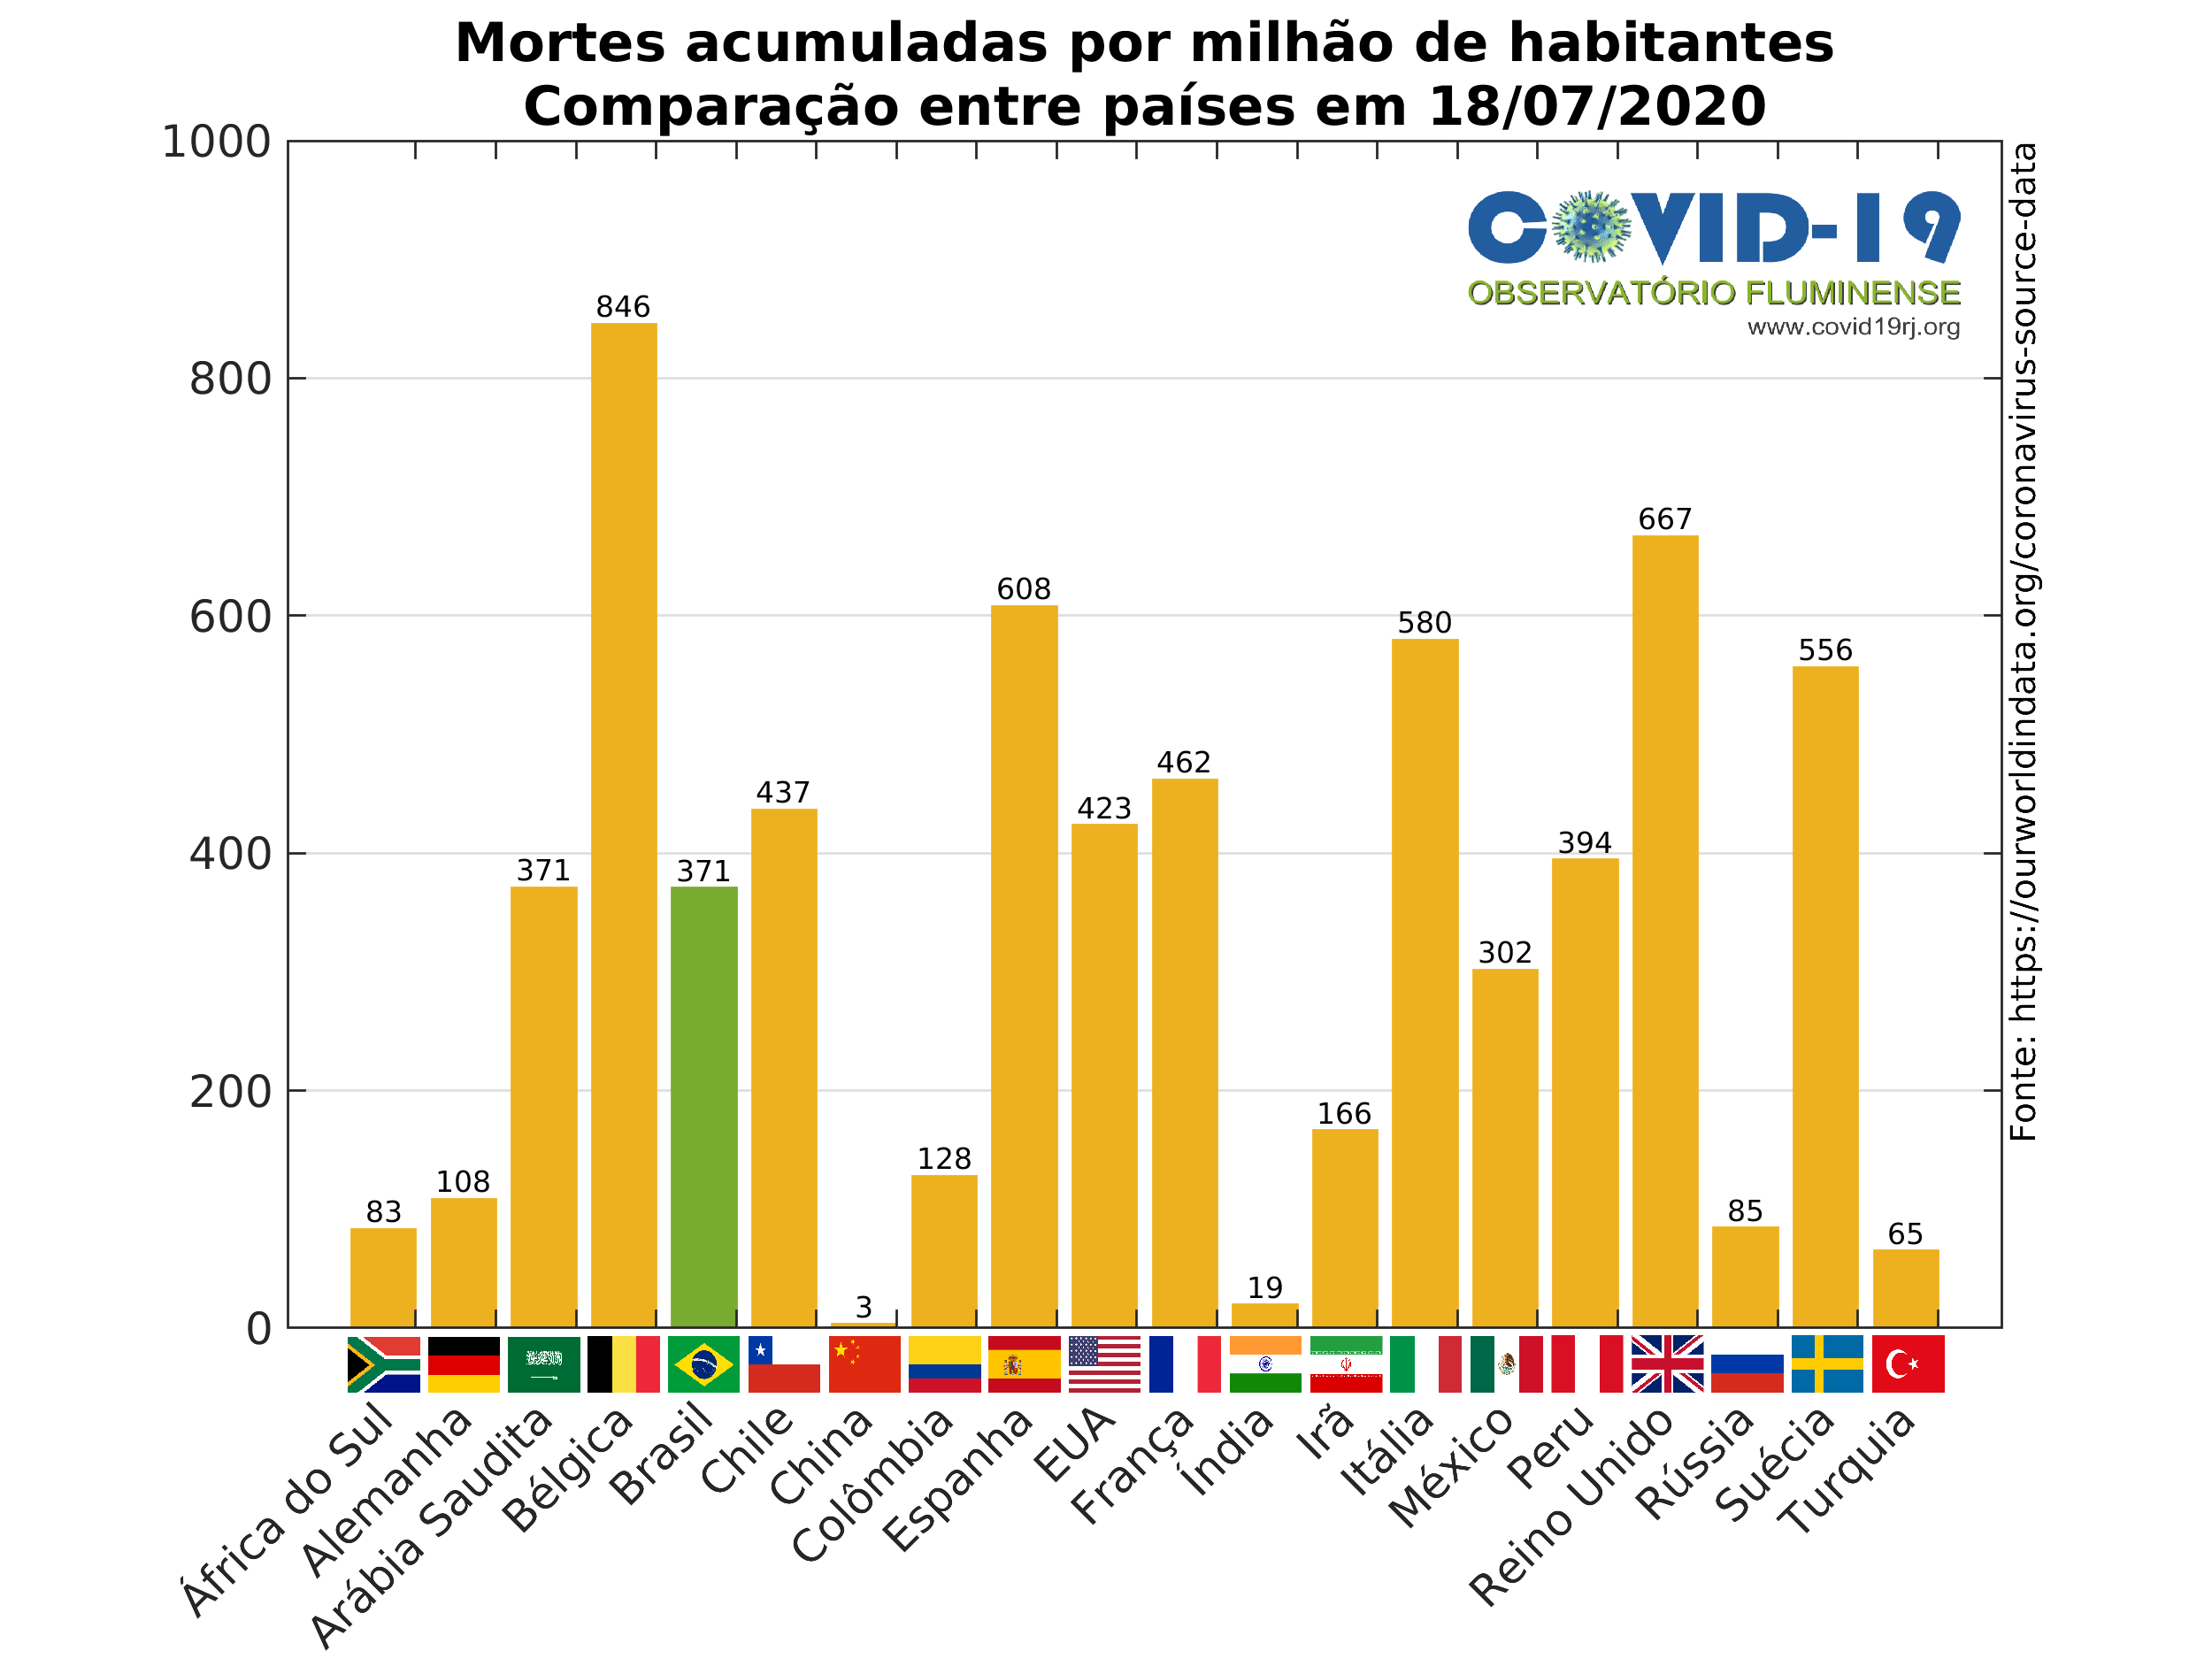 Mortes acumuladas por milhão de habitantes
Comparação entre países em 18/07/2020
1000
800
600
400
200
0
COVID-19
OBSERVATÓRIO FLUMINENSE
www.covid19rj.org
Fonte: https://ourworldindata.org/coronavirus-source-data
83
108
371
846
371
437
3
128
608
423
462
19
166
580
302
394
667
85
556
65
África do Sul
Alemanha
Arábia Saudita
Bélgica
Brasil
Chile
China
Colômbia
Espanha
EUA
França
Índia
Irã
Itália
México
Peru
Reino Unido
Rússia
Suécia
Turquia